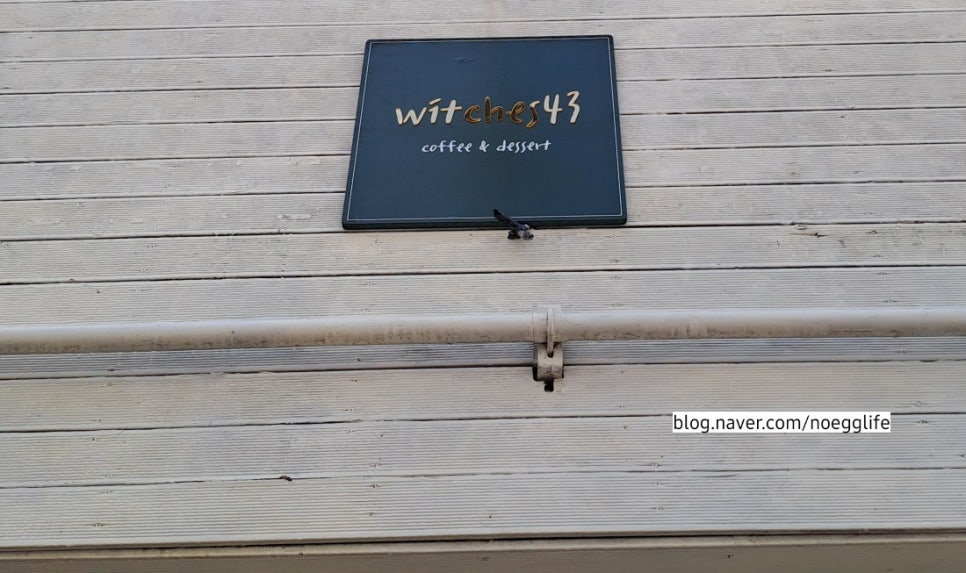 witches43
coffee & dessert
blog.naver.com/noegglife